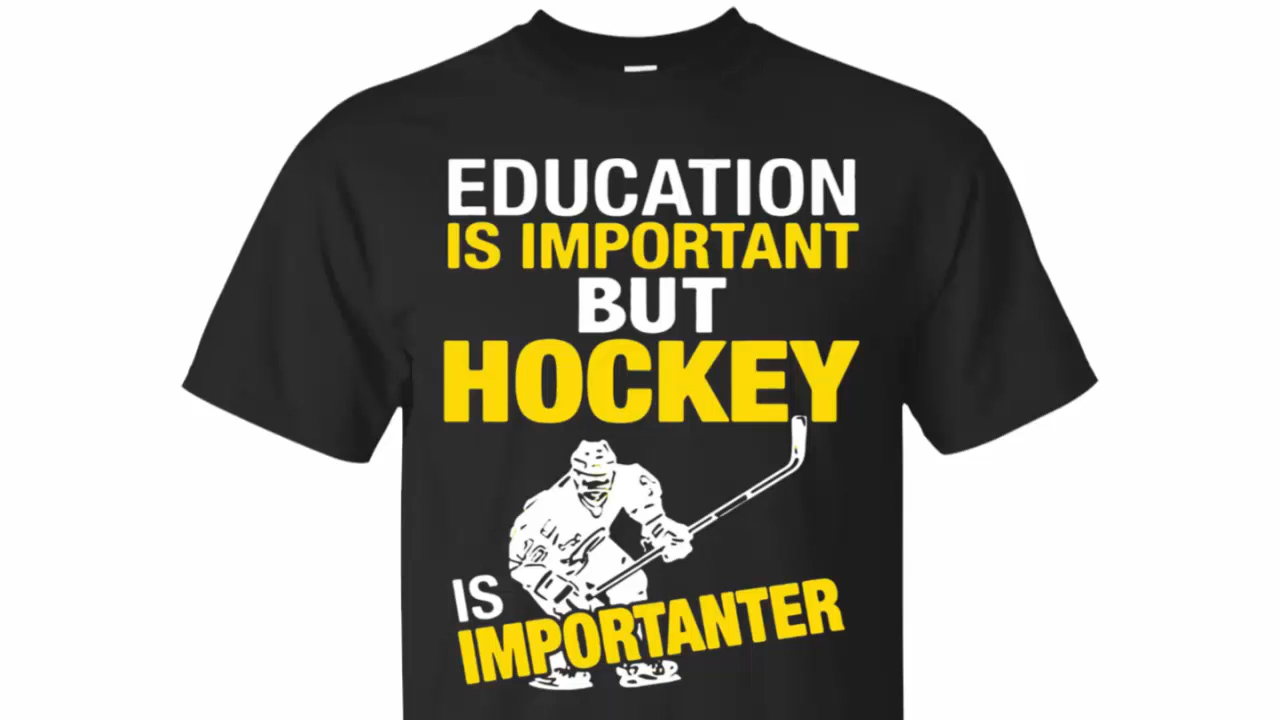 EDUCATION
IS IMPORTANT
BUT
HOCKEY
IS
IMPORTANTER